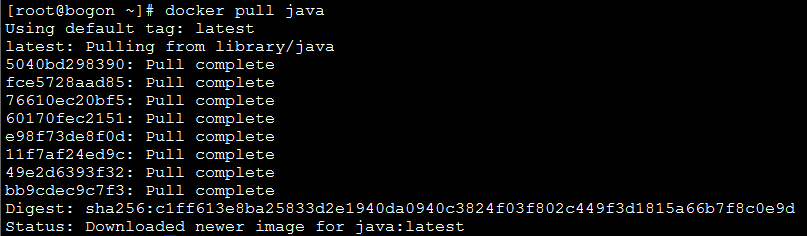 [root@bogon ~]# docker pull java
Using default tag: latest
latest: Pulling from library/java
5040bd298390: Pull complete
fce5728aad85: Pull complete
76610ec20bf5: Pull complete
60170fec2151: Pull complete
e98f73de8f0d: Pull complete
11f7af24ed9c: Pull complete
49e2d6393f32: Pull complete
bb9cdec9c7f3: Pull complete
Digest: sha256:c1ff613e8ba25833d2e1940da0940c3824f03f802c449f3d1815a66b7f8c0e9d
Status: Downloaded newer image for java:latest